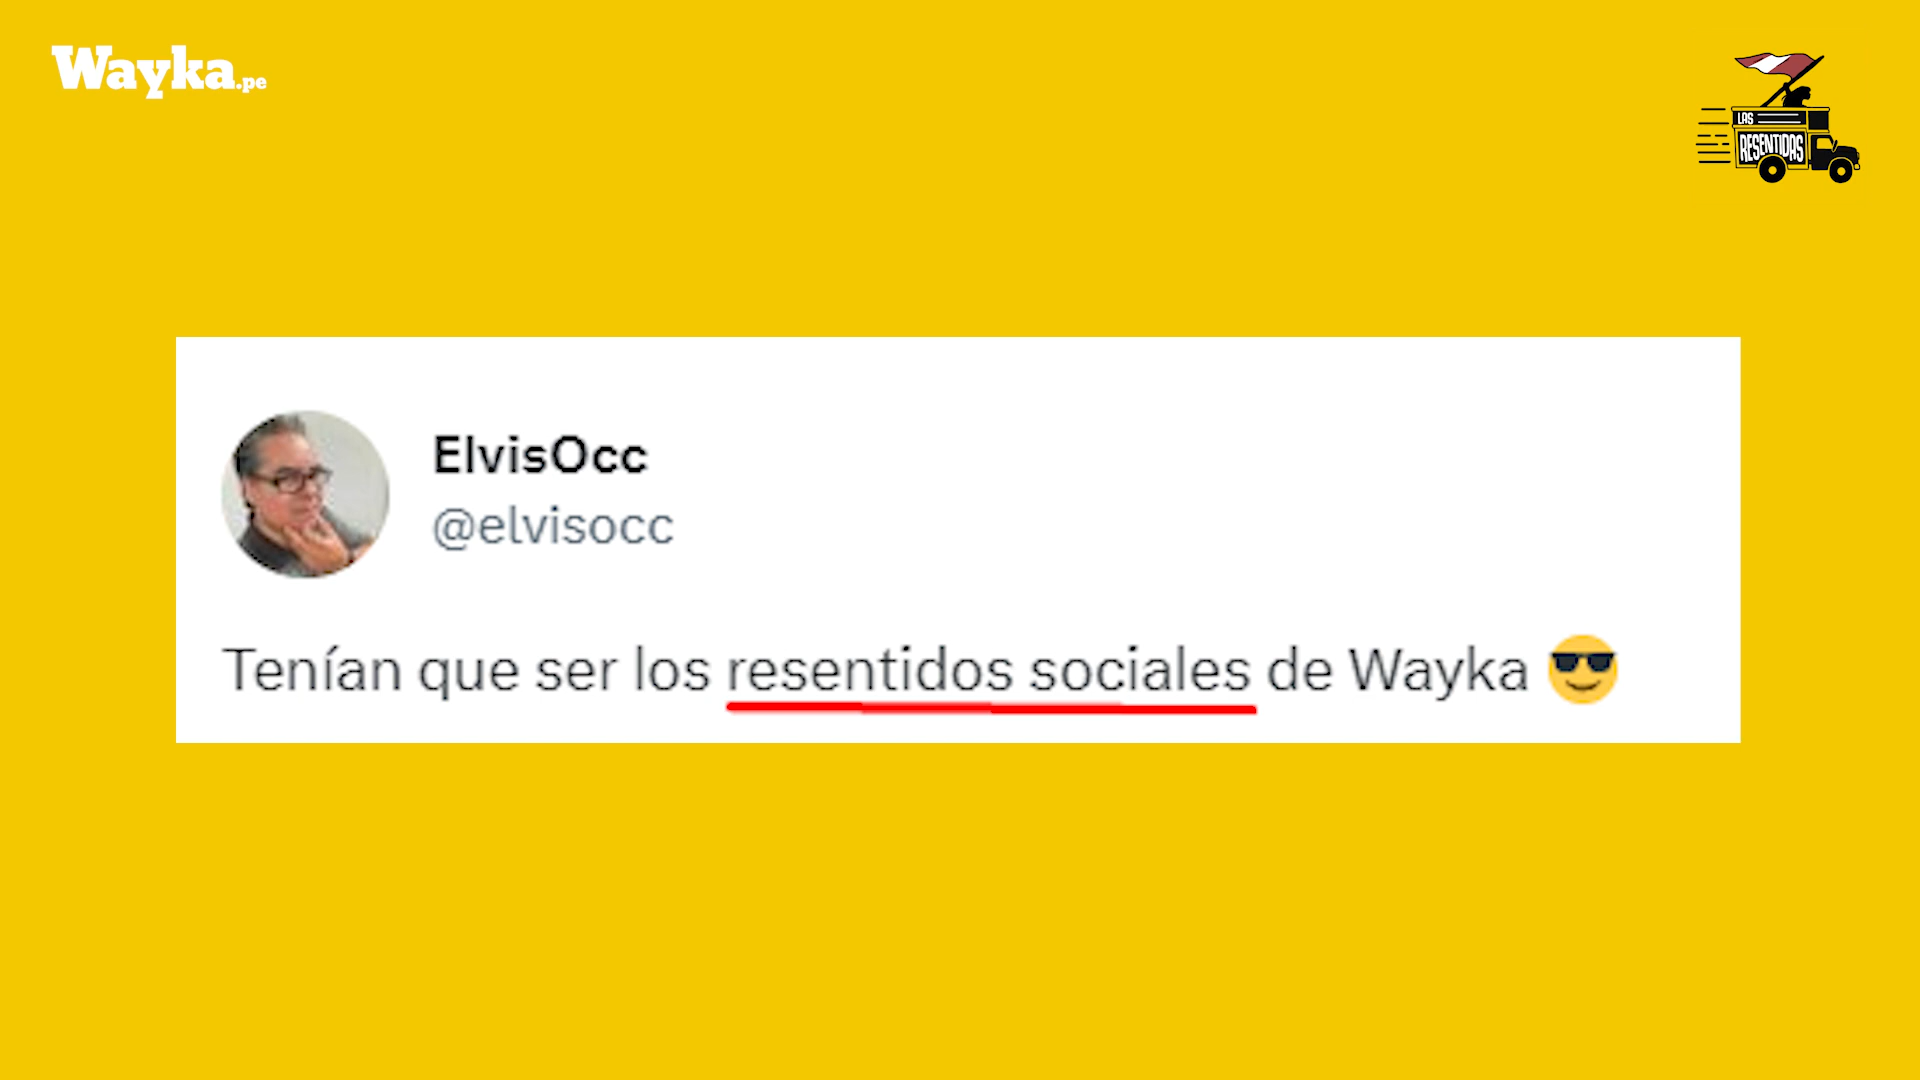 Wayka.pe
LAS
RESENTIDAS
ElvisOcc
@elvisocc
Tenían que ser los resentidos sociales de Wayka 😎